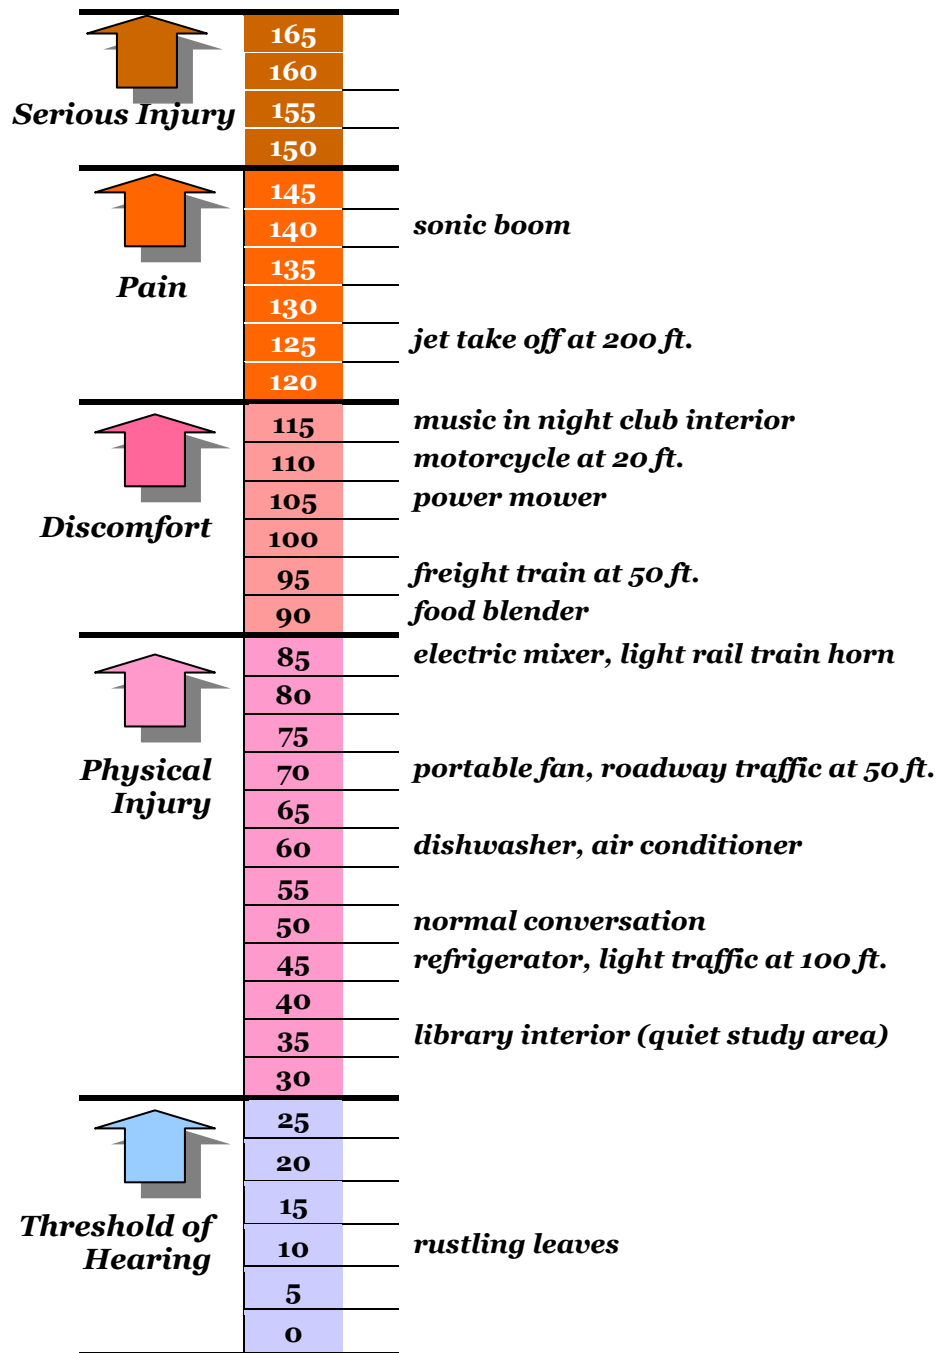 165
160
Serious Injury 155
150
145
140 sonic boom
135
Pain
130
125 jet take off at 200 ft.
120
115 music in night club interior
110 motorcycle at 20 ft.
105 power mower
Discomfort
100
95 freight train at 50 ft.
90 food blender
85 electric mixer, light rail train horn
80
75
Physical 70 portable fan, roadway traffic at 50 ft.
Injury 65
60 dishwasher, air conditioner
55
50 normal conversation
45 refrigerator, light traffic at 100 ft.
40
35 library interior (quiet study area)
30
25
20
15
Threshold of
Hearing 10 rustling leaves
5
0